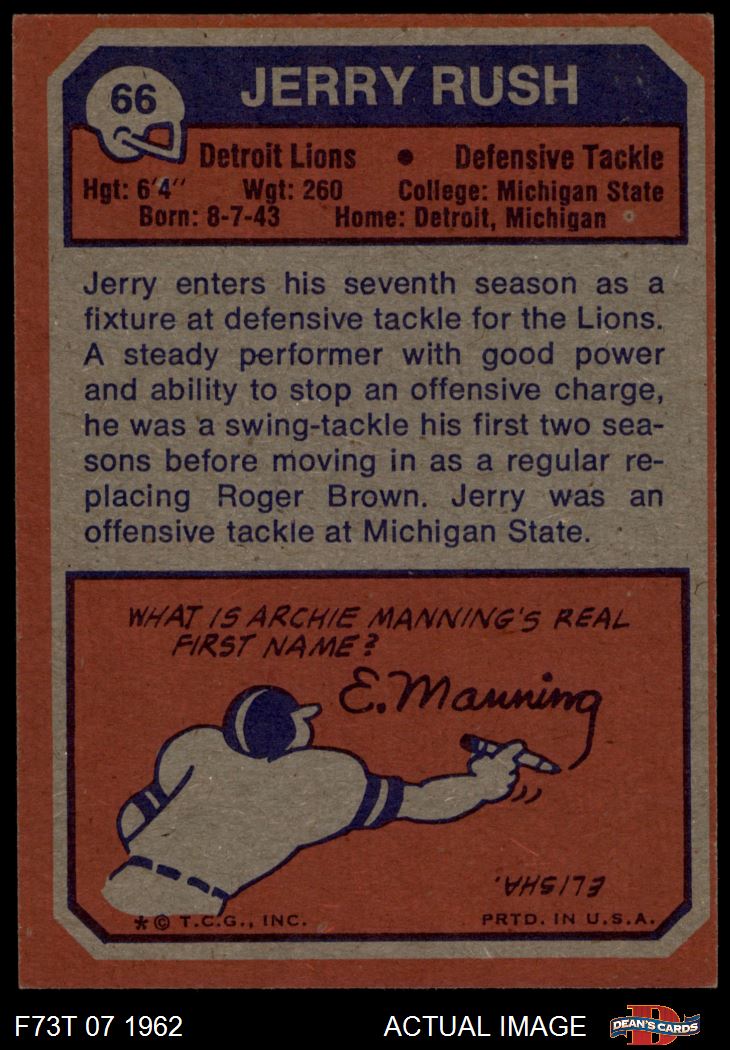 66
JERRY RUSH
Detroit Lions • Defensive Tackle
Hgt: 6'4" Wgt: 260 College: Michigan State
Born: 8-7-43 Home: Detroit, Michigan
Jerry enters his seventh season as a
fixture at defensive tackle for the Lions.
A steady performer with good power
and ability to stop an offensive charge,
he was a swing-tackle his first two sea-
sons before moving in as a regular re-
placing Roger Brown. Jerry was an
offensive tackle at Michigan State.
WHAT IS ARCHIE MANNING'S REAL
FIRST NAME?
E. Manning
ELISHA.
* © T.C.G., INC. PRTD. IN U.S.A.
F73T 07 1962 ACTUAL IMAGE D DEAN'S CARDS